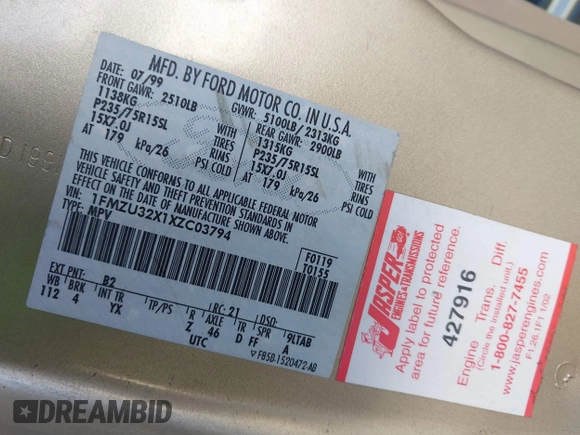 MFD. BY FORD MOTOR CO. IN U.S.A.
DATE: 07/99 GVWR: 5100LB/ 2313KG
FRONT GAWR: 2510LB REAR GAWR: 2900LB
1138KG 1315KG
P235/75R15SL P235/75R15SL
15X7.0J 15X7.0J
AT 179 kPa/26 PSI COLD AT 179 kPa/26 PSI COLD
THIS VEHICLE CONFORMS TO ALL APPLICABLE FEDERAL MOTOR
VEHICLE SAFETY AND THEFT PREVENTION STANDARDS IN
EFFECT ON THE DATE OF MANUFACTURE SHOWN ABOVE.
VIN: 1FMZU32X1XZC03794
TYPE: MPV
F0119
T0155
EXT PNT: B2 RC: 21 DSO:
WB BRK INT TR TP/PS R AXLE TR SPR 9LTAB
112 4 YX Z 46 D FF A
UTC
F85B-1520472-AB
JASPER
ENGINES & TRANSMISSIONS
Apply label to protected
area for future reference.
427916
Engine Trans. Diff.
(Circle the installed unit.)
1-800-827-7455
www.jasperengines.com
F1.26.1F1 1/02
D 199
DREAMBID